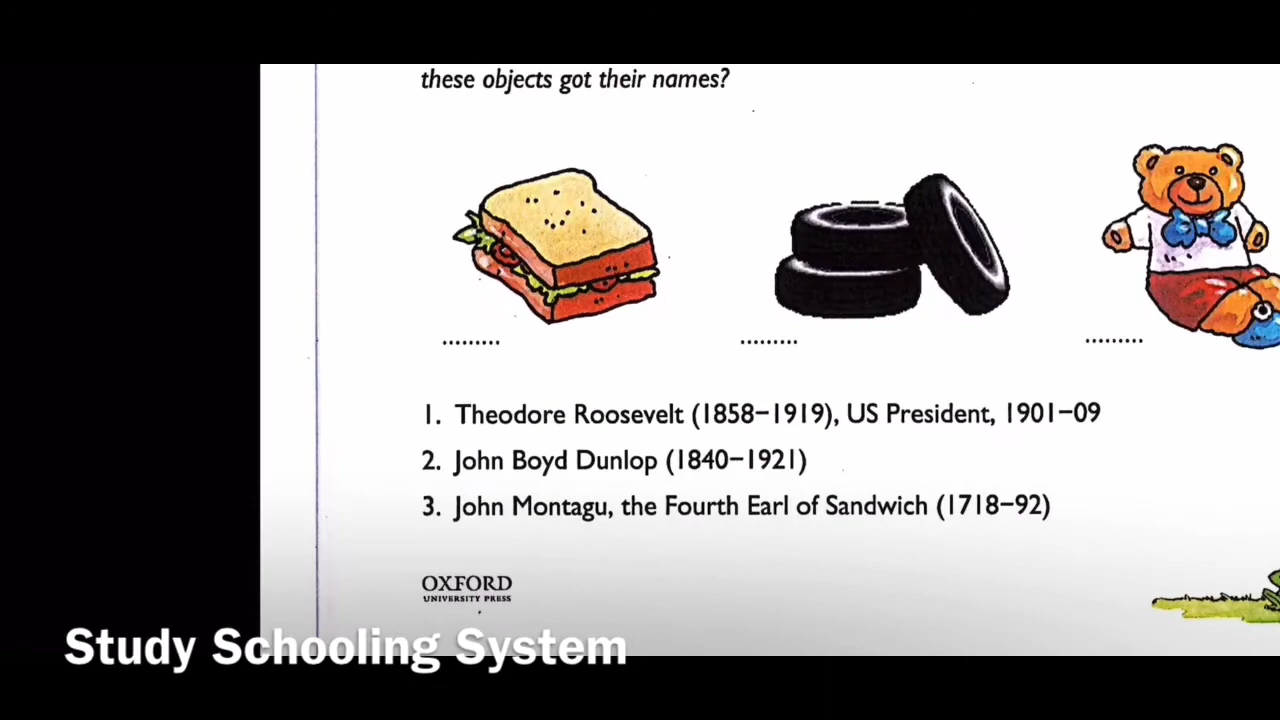 these objects got their names?
......... ......... .........
1. Theodore Roosevelt (1858–1919), US President, 1901–09
2. John Boyd Dunlop (1840–1921)
3. John Montagu, the Fourth Earl of Sandwich (1718–92)
OXFORD
UNIVERSITY PRESS
Study Schooling System